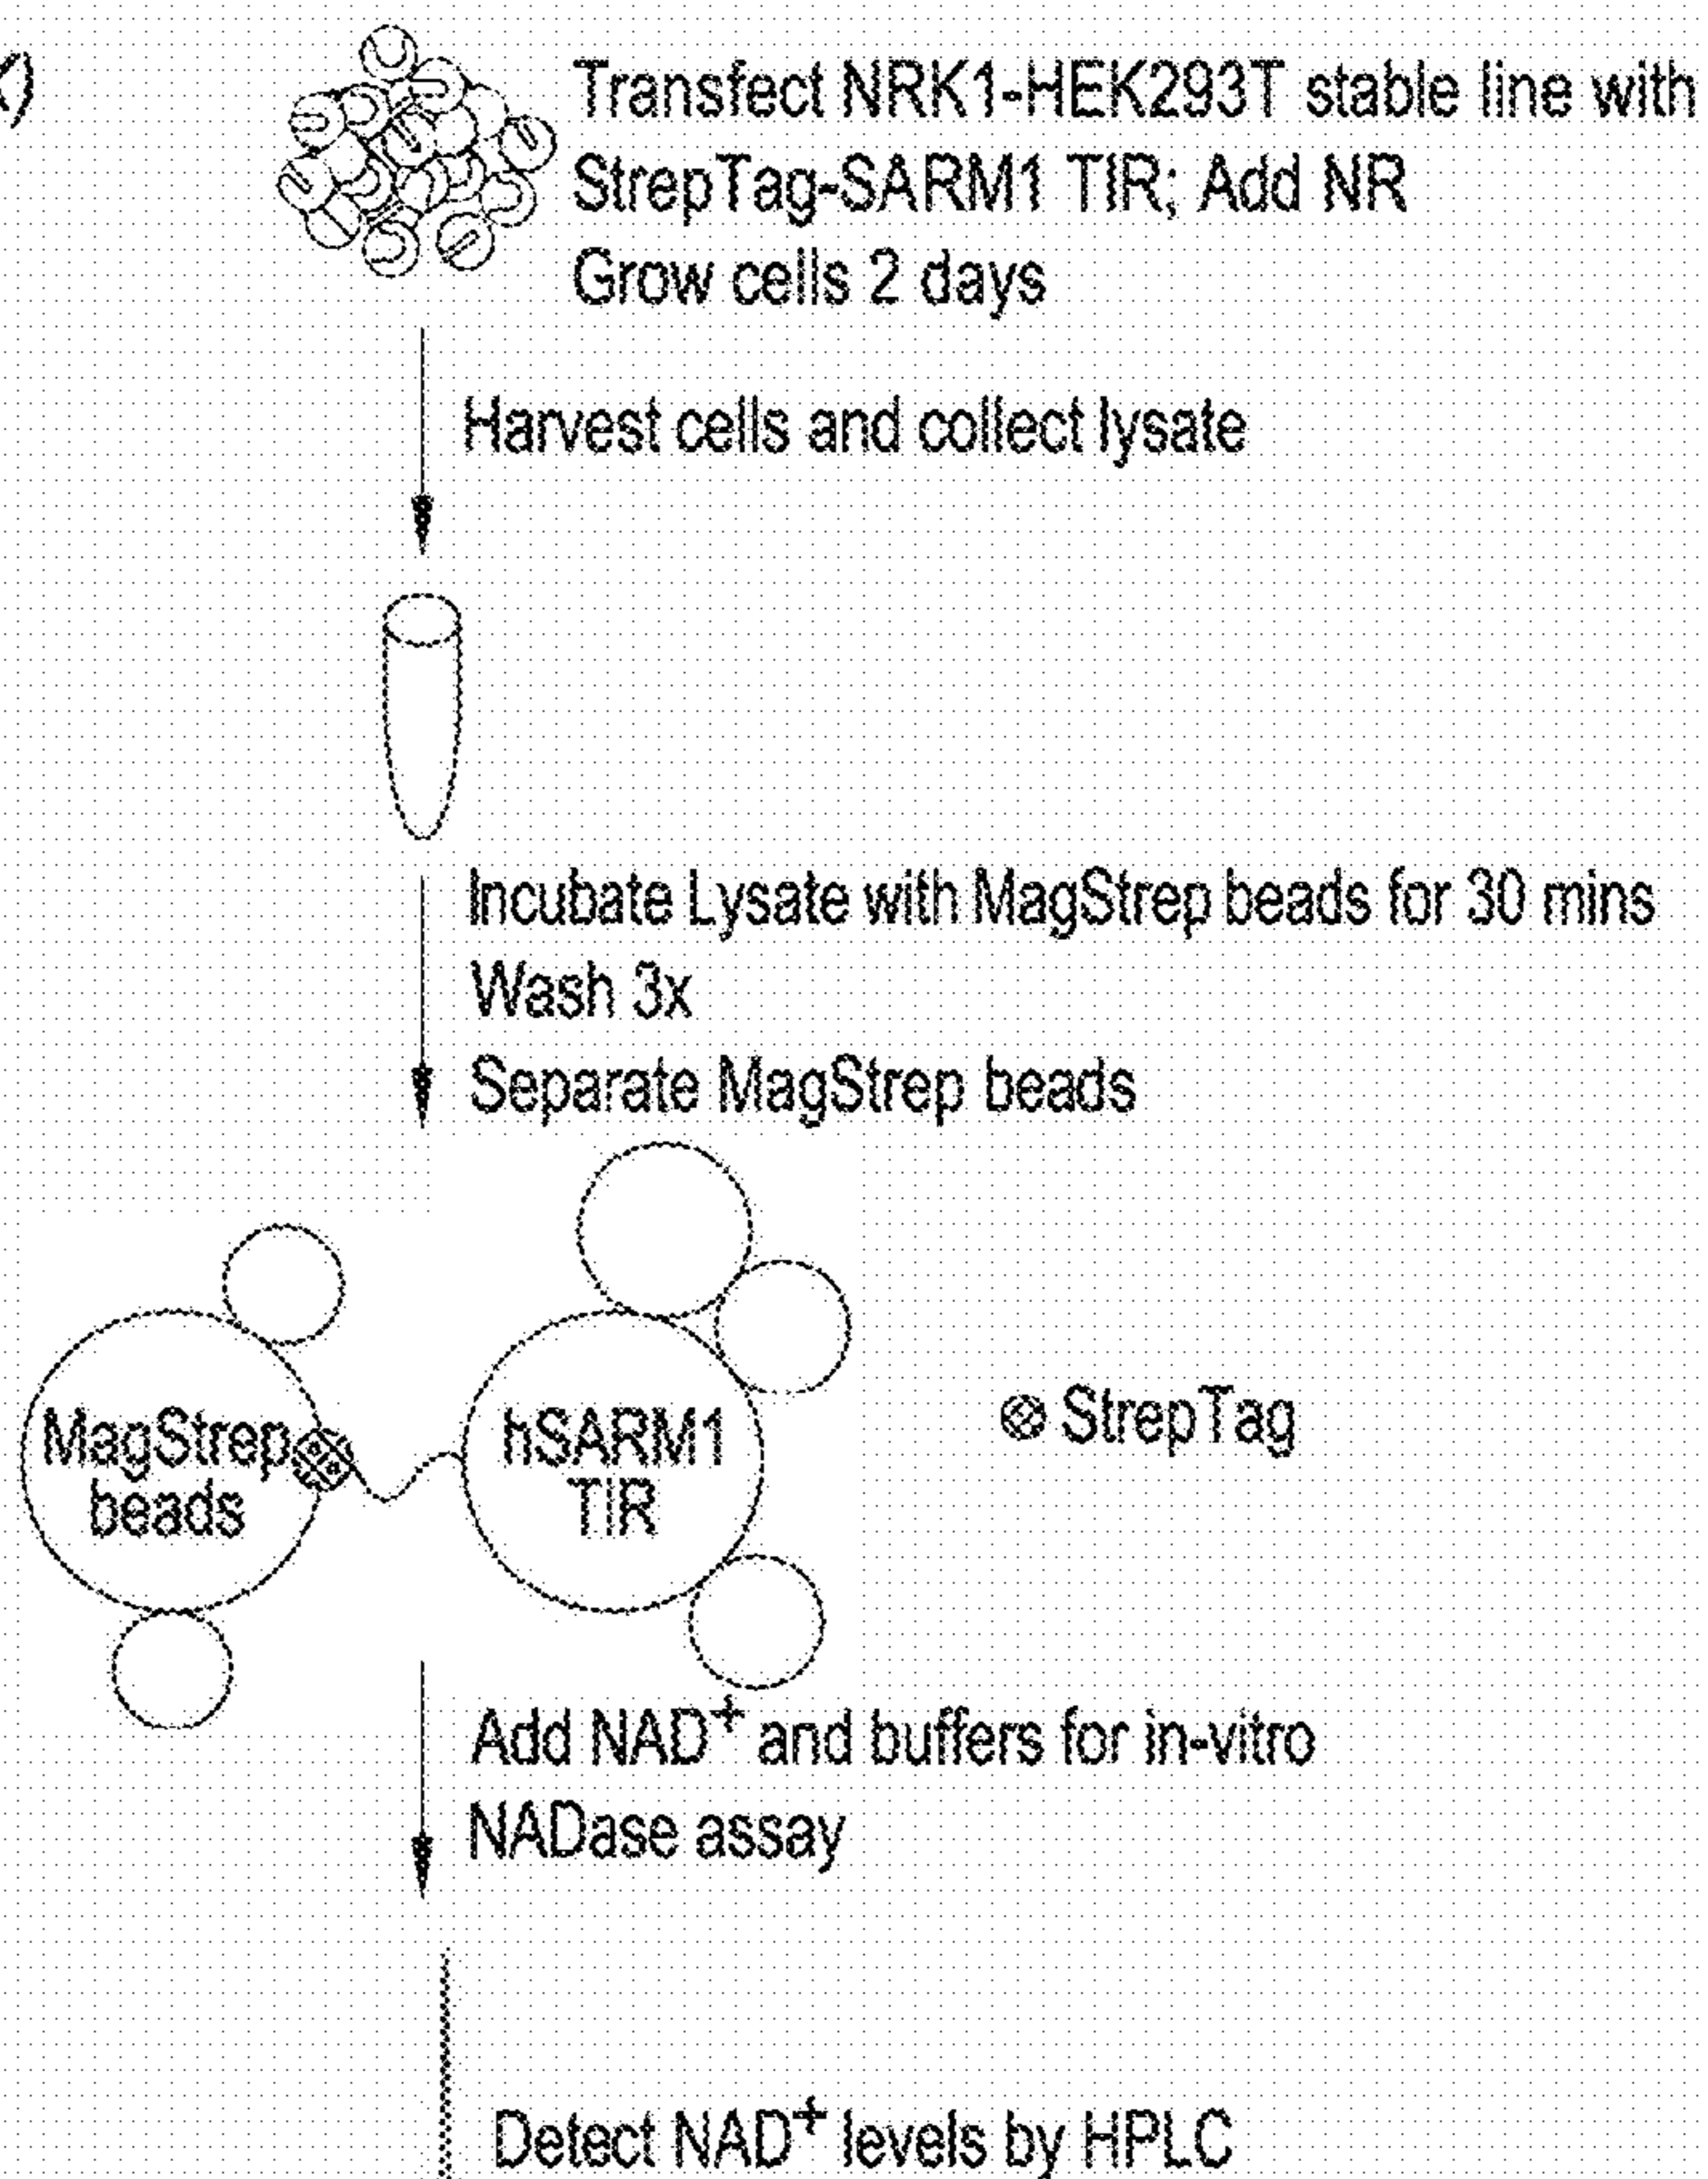 Transfect NRK1-HEK293T stable line with
StrepTag-SARM1 TIR; Add NR
Grow cells 2 days
Harvest cells and collect lysate
Incubate Lysate with MagStrep beads for 30 mins
Wash 3x
Separate MagStrep beads
MagStrep
beads
hSARM1
TIR
StrepTag
Add NAD⁺ and buffers for in-vitro
NADase assay
Detect NAD⁺ levels by HPLC